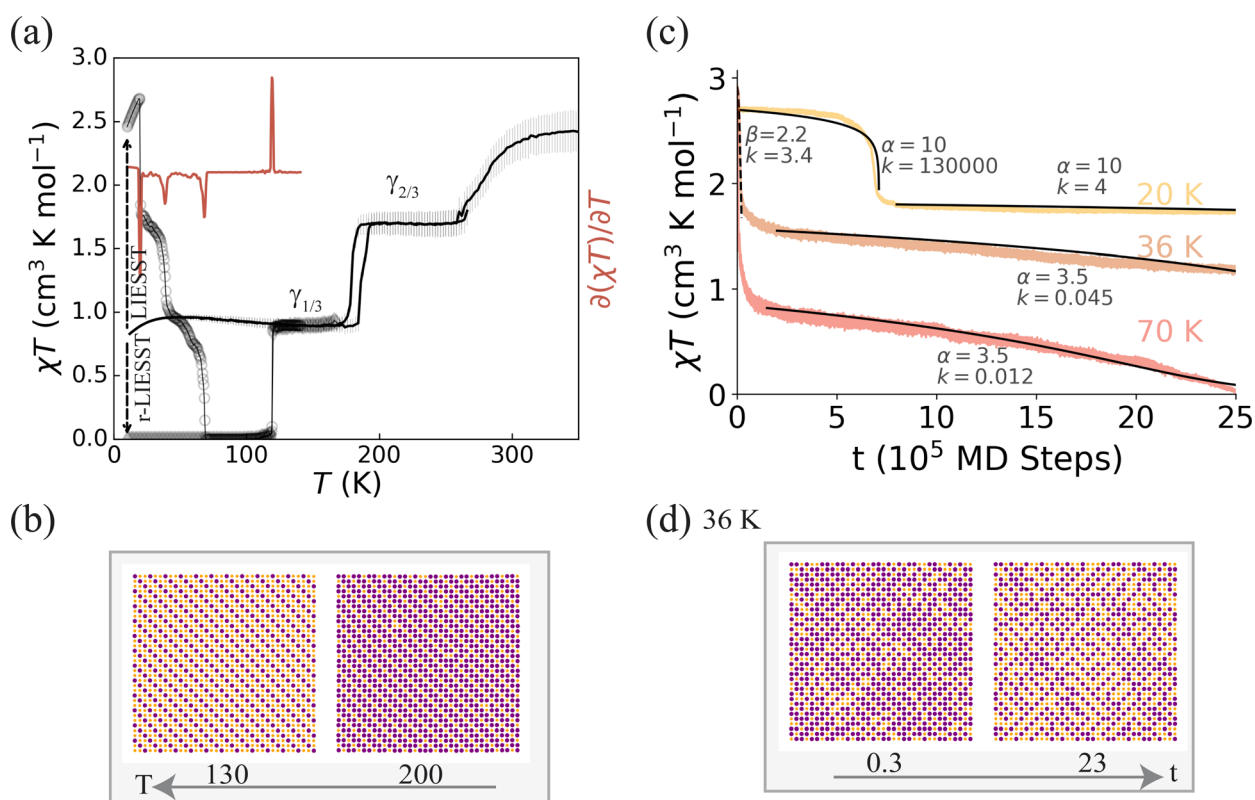 (a)
3.0
2.5
2.0
1.5
1.0
0.5
0.0
χT (cm³ K mol⁻¹)
LIESST
r-LIESST
γ₁/₃
γ₂/₃
∂(χT)/∂T
0
100
200
300
T (K)
(b)
130
200
T
(c)
3
2
1
0
χT (cm³ K mol⁻¹)
β=2.2
k=3.4
α = 10
k = 130000
α = 10
k = 4
20 K
36 K
α = 3.5
k = 0.045
70 K
α = 3.5
k = 0.012
0
5
10
15
20
25
t (10⁵ MD Steps)
(d) 36 K
0.3
23
t